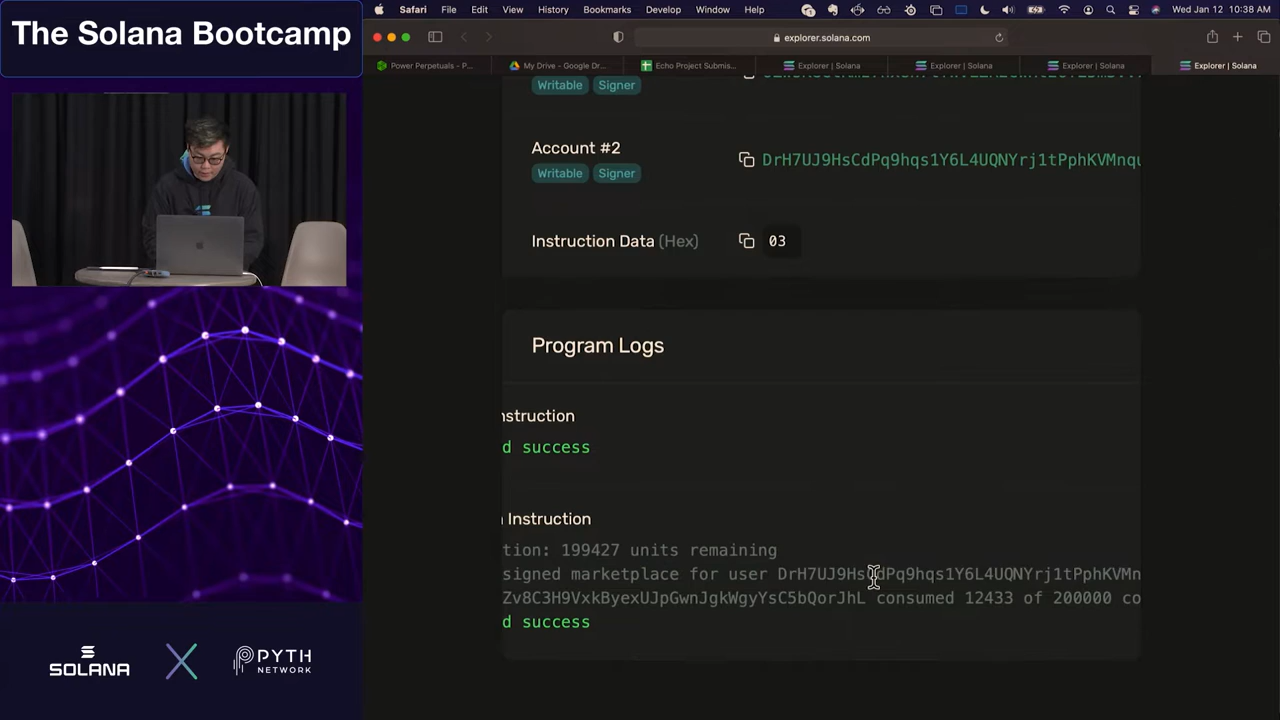 The Solana Bootcamp
SOLANA
PYTH
NETWORK
Safari File Edit View History Bookmarks Develop Window Help Wed Jan 12 10:38 AM
explorer.solana.com
Power Perpetuals - P... My Drive - Google Dr... Echo Project Submis... Explorer | Solana Explorer | Solana Explorer | Solana Explorer | Solana
Writable Signer
Account #2 DrH7UJ9HsCdPq9hqs1Y6L4UQNYrj1tPphKVMnqu
Writable Signer
Instruction Data (Hex) 03
Program Logs
nstruction
d success
Instruction
tion: 199427 units remaining
signed marketplace for user DrH7UJ9HsCdPq9hqs1Y6L4UQNYrj1tPphKVMn
Zv8C3H9VxkByexUJpGwnJgkWgyYsC5bQorJhL consumed 12433 of 200000 co
d success